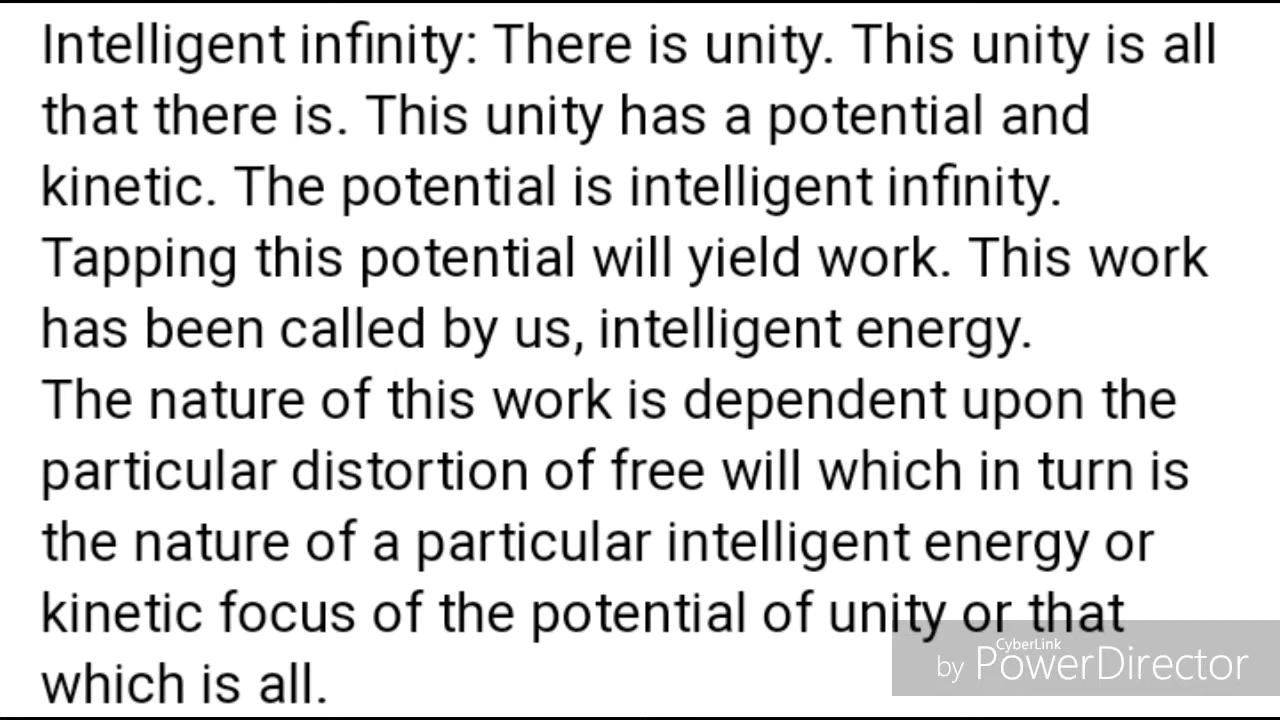 Intelligent infinity: There is unity. This unity is all
that there is. This unity has a potential and
kinetic. The potential is intelligent infinity.
Tapping this potential will yield work. This work
has been called by us, intelligent energy.
The nature of this work is dependent upon the
particular distortion of free will which in turn is
the nature of a particular intelligent energy or
kinetic focus of the potential of unity or that
which is all.
CyberLink
by PowerDirector